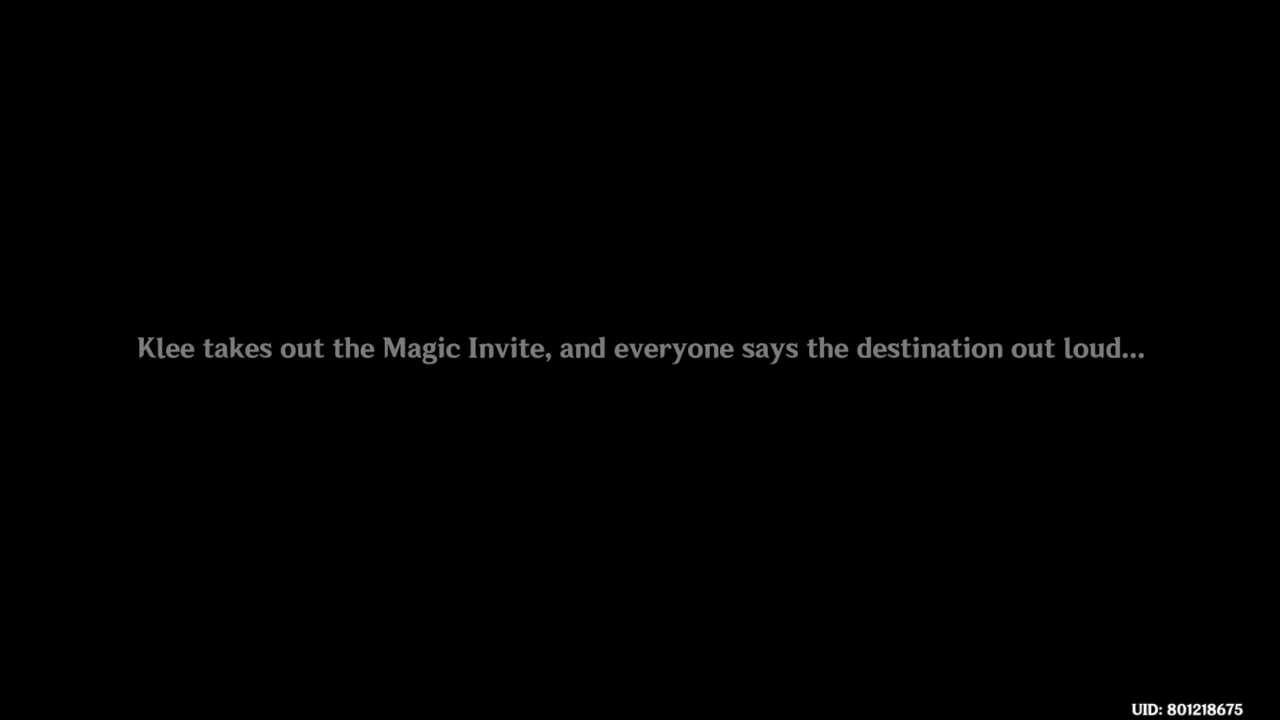 Klee takes out the Magic Invite, and everyone says the destination out loud...
UID: 801218675